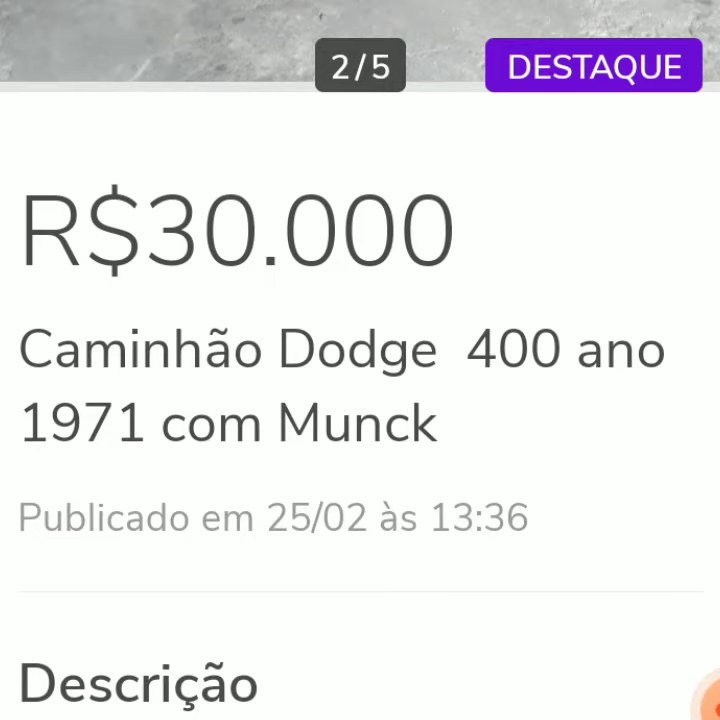 2/5
DESTAQUE
R$30.000
Caminhão Dodge  400 ano
1971 com Munck
Publicado em 25/02 às 13:36
Descrição